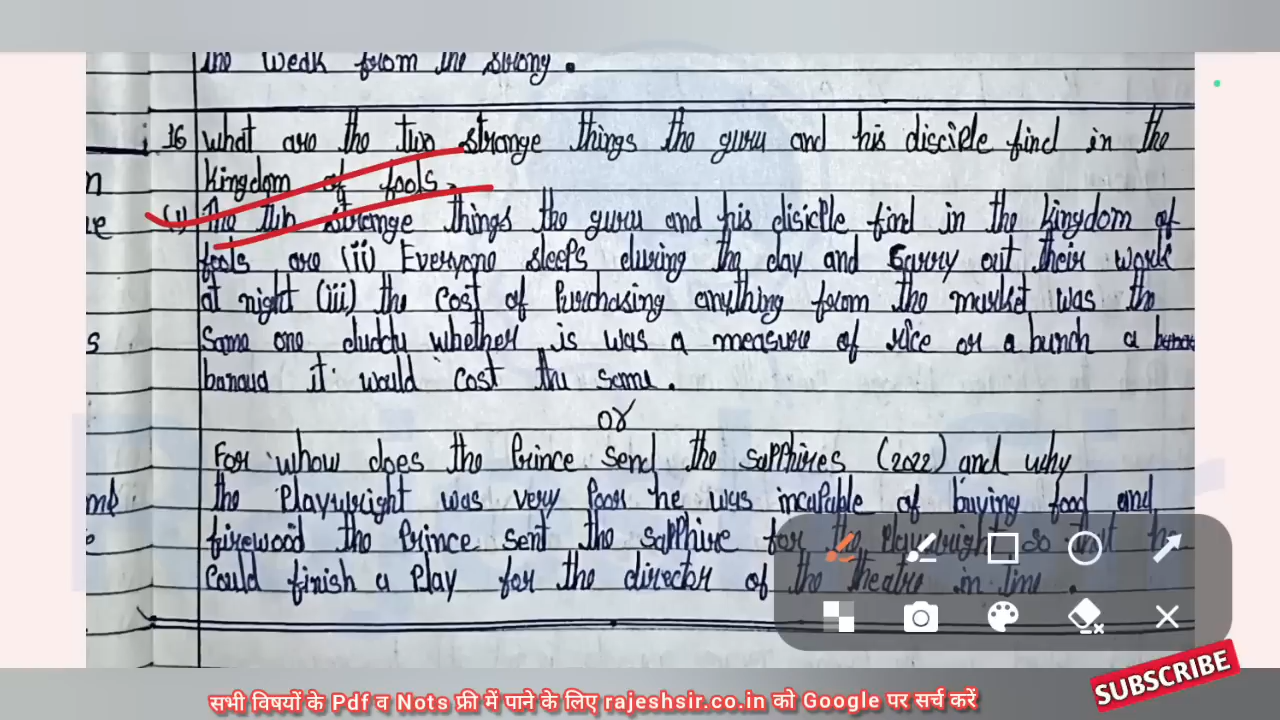 the weak from the strong.
i 16 What are the two strange things the guru and his disciple find in the
n kingdom of fools.
ve (i) The two strange things the guru and his disiciple find in the kingdom of
fools are (ii) Everyone sleeps during the day and carry out their work
at night (iii) the cost of Purchasing anything from the market was the
s same one duddy whether is was a measure of rice or a bunch a
banaua it would cost the same.
or
For whow does the Prince send the sapphires (2022) and why
the Playwright was very poor he was incapable of buying food and
firewood the Prince sent the sapphire for the Playwright so that he
Could finish a Play for the director of the theatre in time.
सभी विषयों के Pdf व Nots फ्री में पाने के लिए rajeshsir.co.in को Google पर सर्च करें
SUBSCRIBE